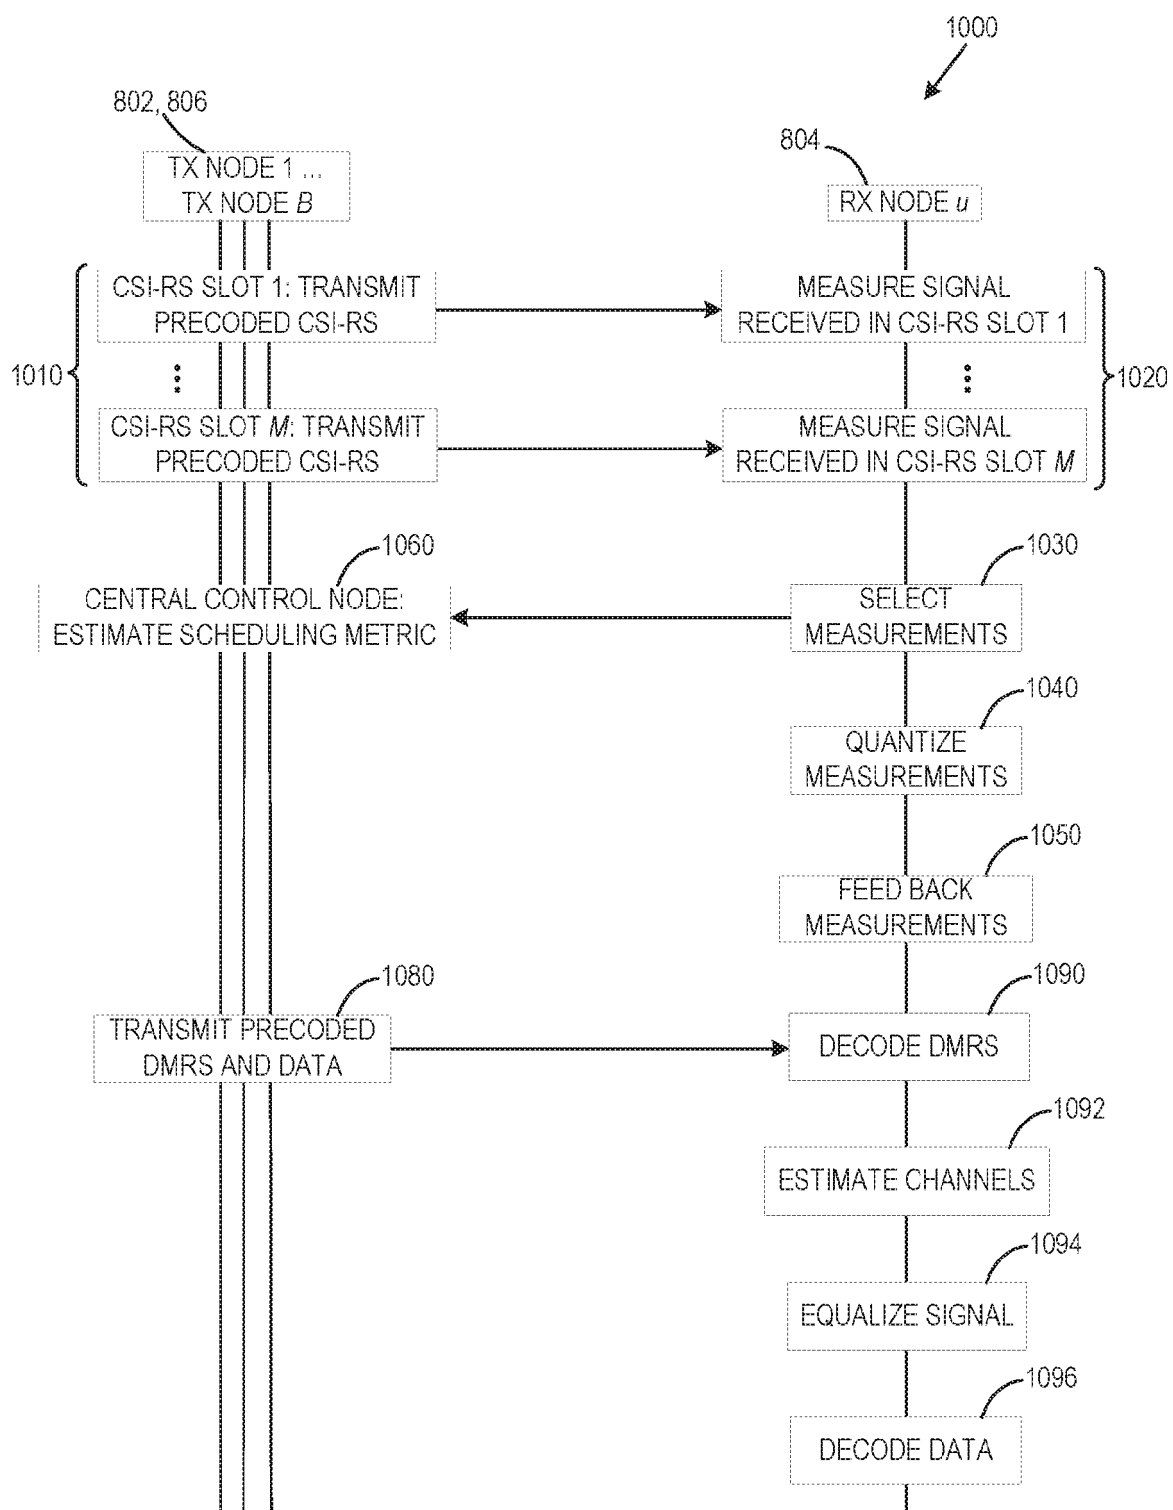 1000
802, 806
TX NODE 1 ...
TX NODE B
804
RX NODE u
1010
CSI-RS SLOT 1: TRANSMIT
PRECODED CSI-RS
MEASURE SIGNAL
RECEIVED IN CSI-RS SLOT 1
1020
CSI-RS SLOT M: TRANSMIT
PRECODED CSI-RS
MEASURE SIGNAL
RECEIVED IN CSI-RS SLOT M
1060
CENTRAL CONTROL NODE:
ESTIMATE SCHEDULING METRIC
1030
SELECT
MEASUREMENTS
1040
QUANTIZE
MEASUREMENTS
1050
FEED BACK
MEASUREMENTS
1080
TRANSMIT PRECODED
DMRS AND DATA
1090
DECODE DMRS
1092
ESTIMATE CHANNELS
1094
EQUALIZE SIGNAL
1096
DECODE DATA